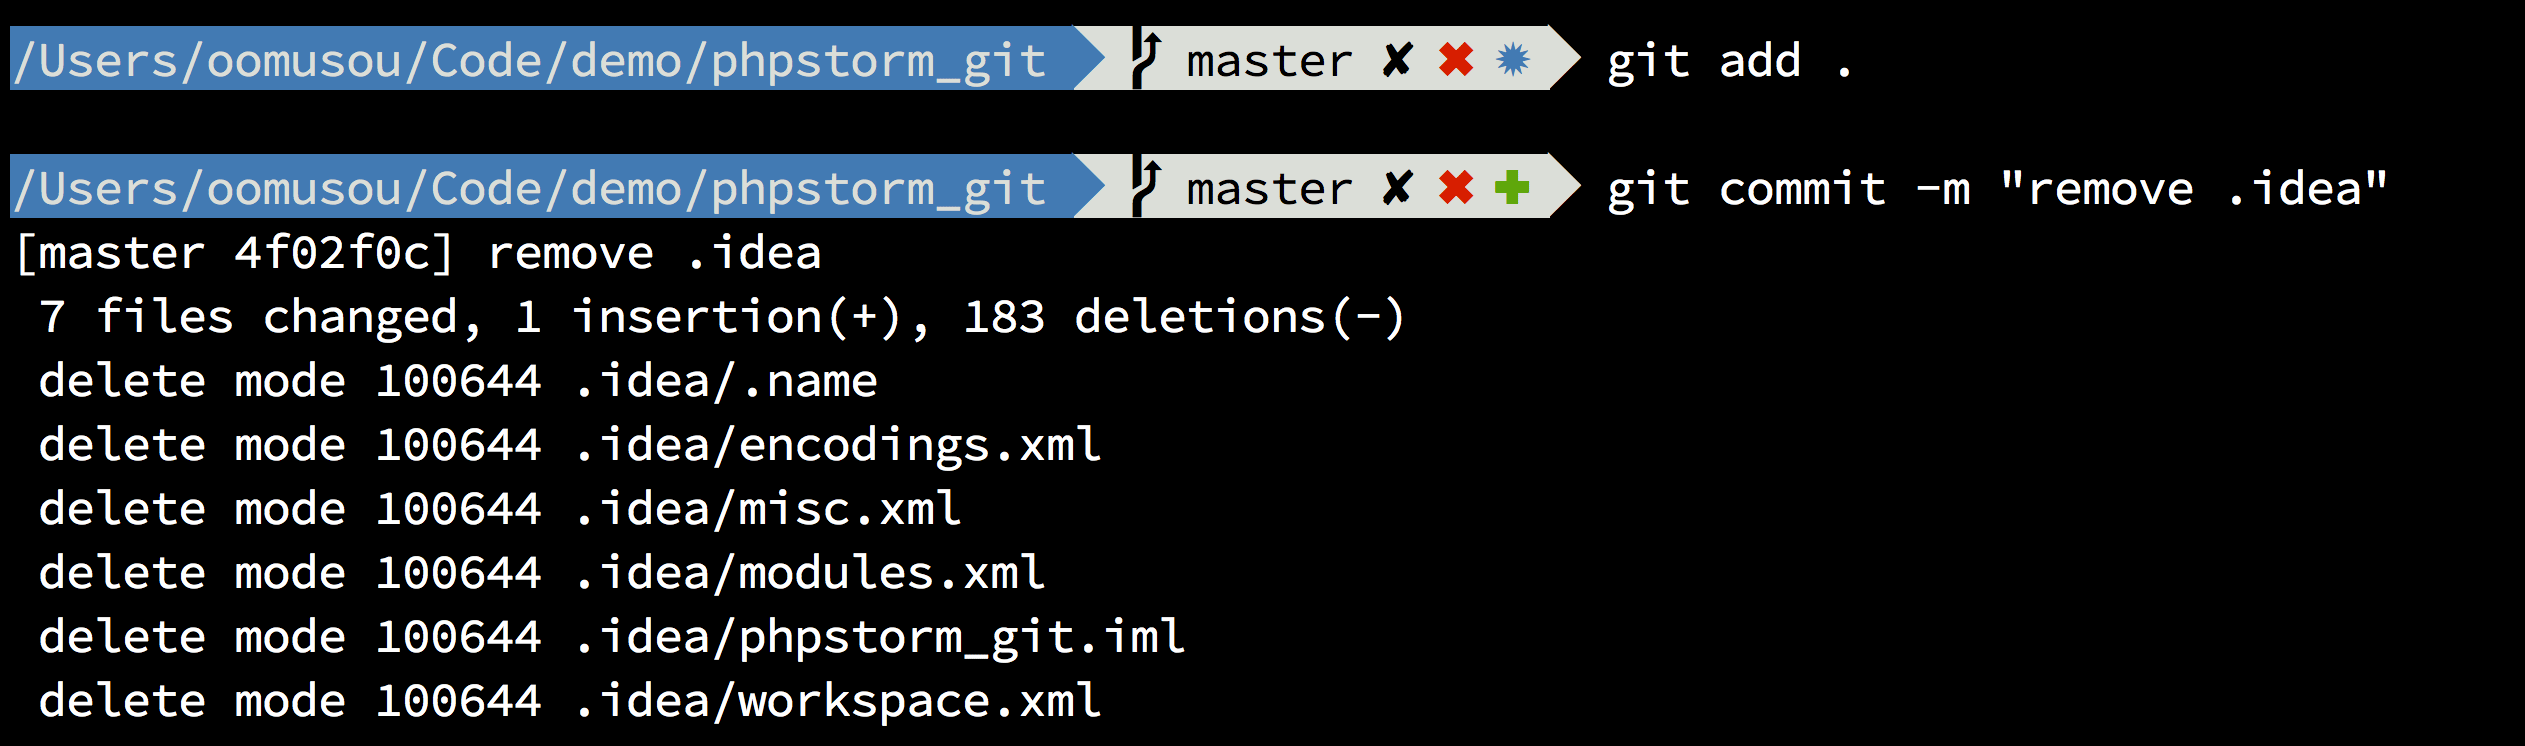 /Users/oomusou/Code/demo/phpstorm_git master ✘ ✖ ✹ git add .
/Users/oomusou/Code/demo/phpstorm_git master ✘ ✖ ✚ git commit -m "remove .idea"
[master 4f02f0c] remove .idea
7 files changed, 1 insertion(+), 183 deletions(-)
delete mode 100644 .idea/.name
delete mode 100644 .idea/encodings.xml
delete mode 100644 .idea/misc.xml
delete mode 100644 .idea/modules.xml
delete mode 100644 .idea/phpstorm_git.iml
delete mode 100644 .idea/workspace.xml